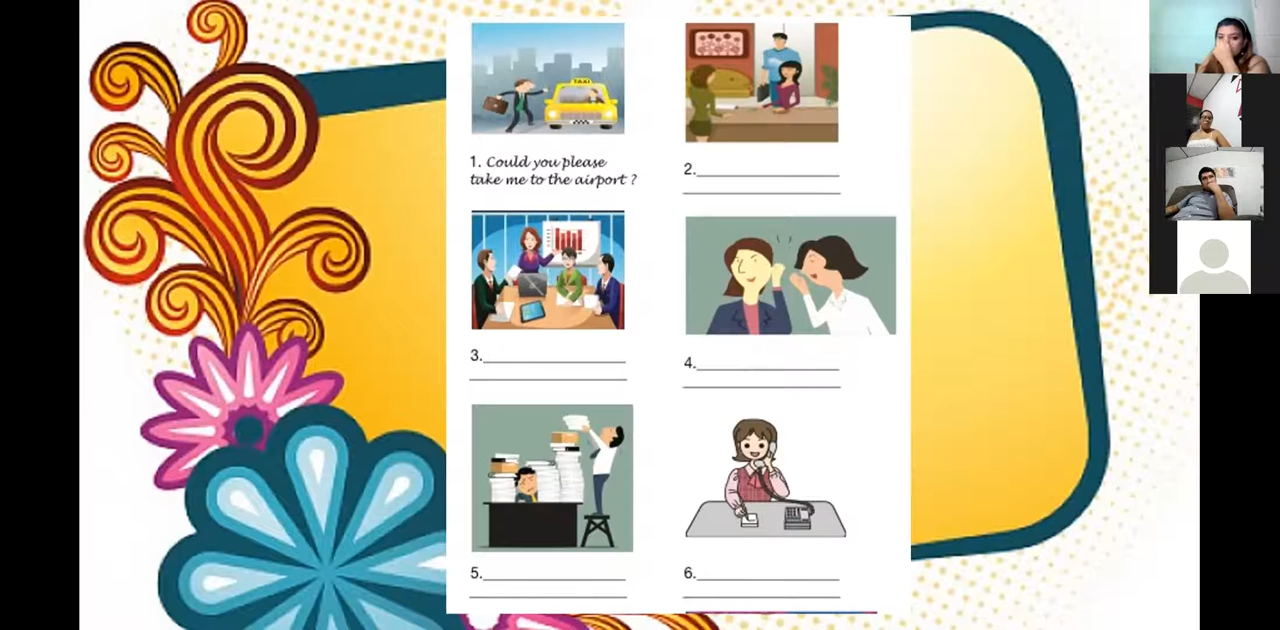 TAXI
1. Could you please
take me to the airport ?
2.
3.
4.
5.
6.